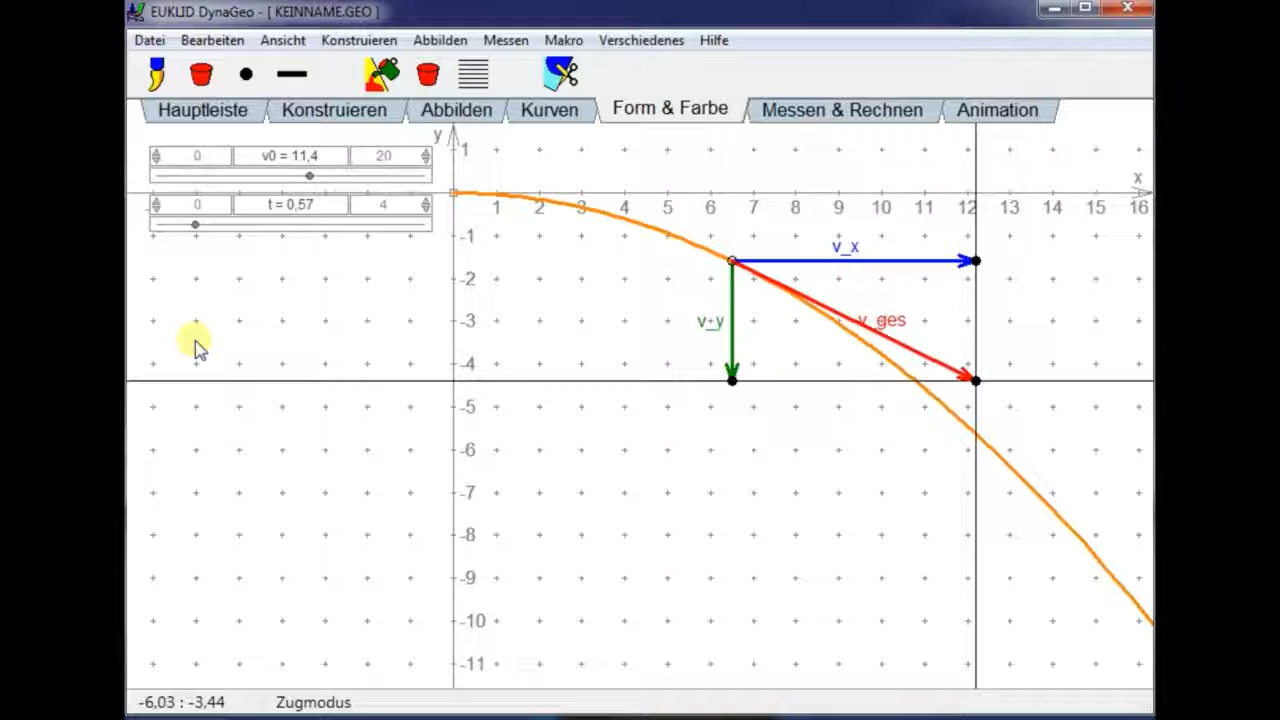 EUKLID DynaGeo - [ KEINNAME.GEO ]
Datei Bearbeiten Ansicht Konstruieren Abbilden Messen Makro Verschiedenes Hilfe
Hauptleiste Konstruieren Abbilden Kurven Form & Farbe Messen & Rechnen Animation
y 1
0 v0 = 11,4 20
x
0 t = 0,57 4
1 2 3 4 5 6 7 8 9 10 11 12 13 14 15 16
-1
v_x
-2
-3
v_y v_ges
-4
-5
-6
-7
-8
-9
-10
-11
-6,03 : -3,44 Zugmodus